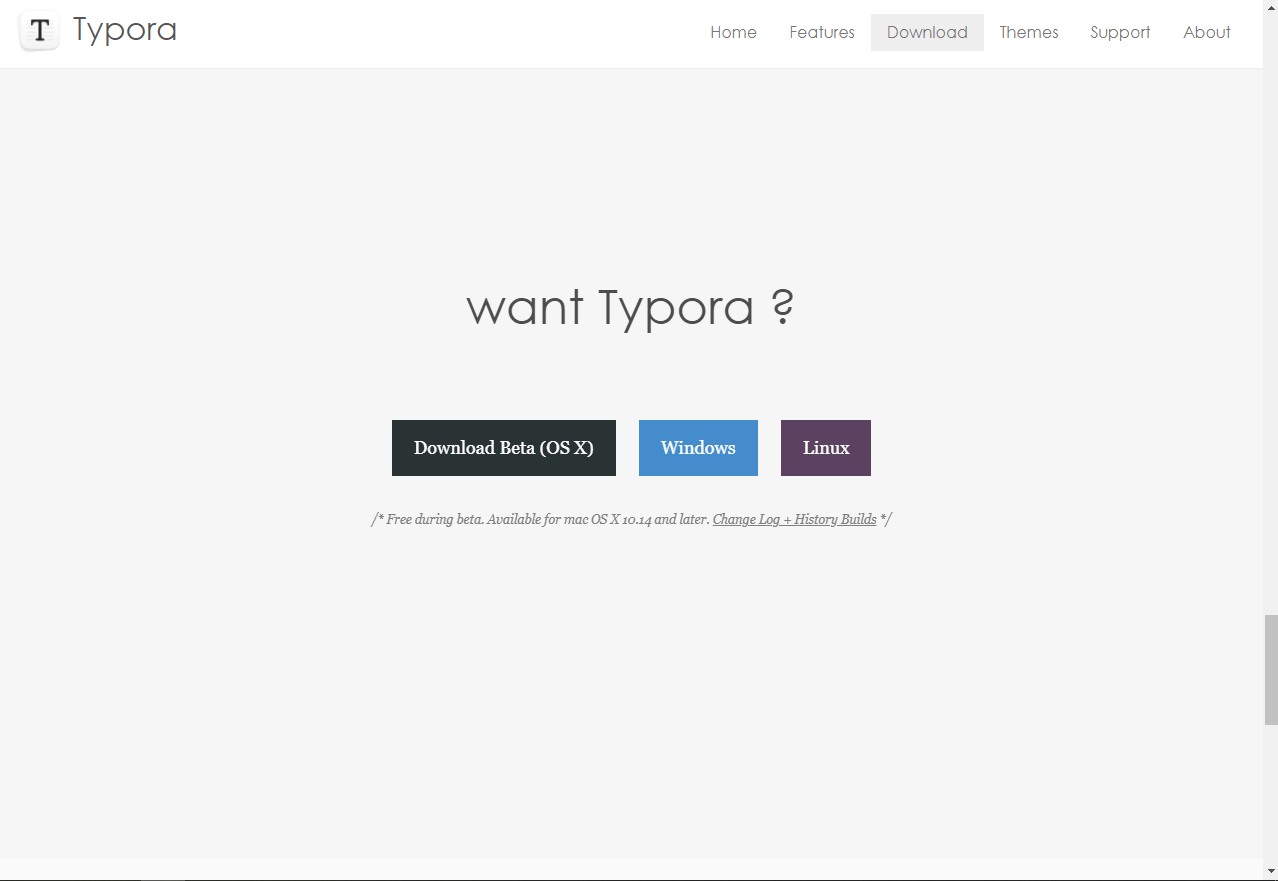 T Typora
Home Features Download Themes Support About
want Typora ?
Download Beta (OS X) Windows Linux
/* Free during beta. Available for mac OS X 10.14 and later. Change Log + History Builds */